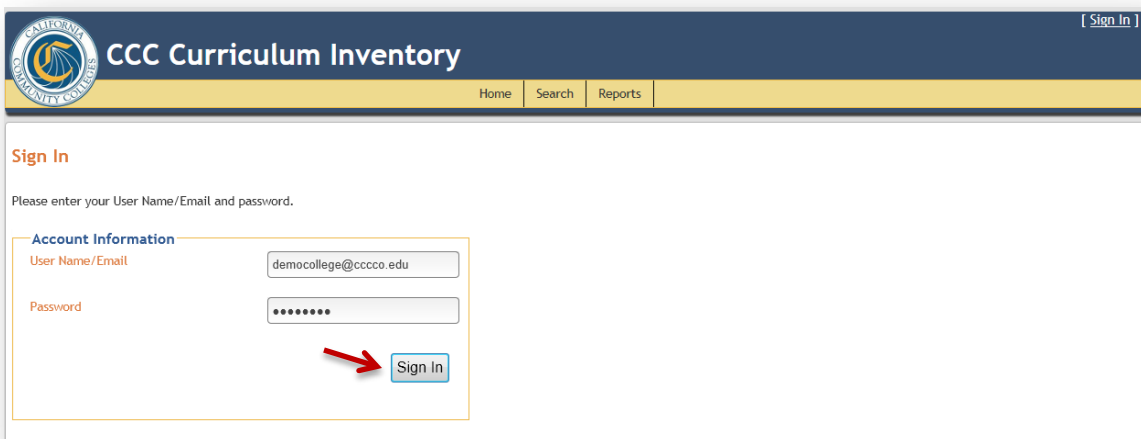 [ Sign In ]
CALIFORNIA
COMMUNITY COLLEGES
CCC Curriculum Inventory
Home Search Reports
Sign In
Please enter your User Name/Email and password.
Account Information
User Name/Email democollege@cccco.edu
Password ••••••••
Sign In